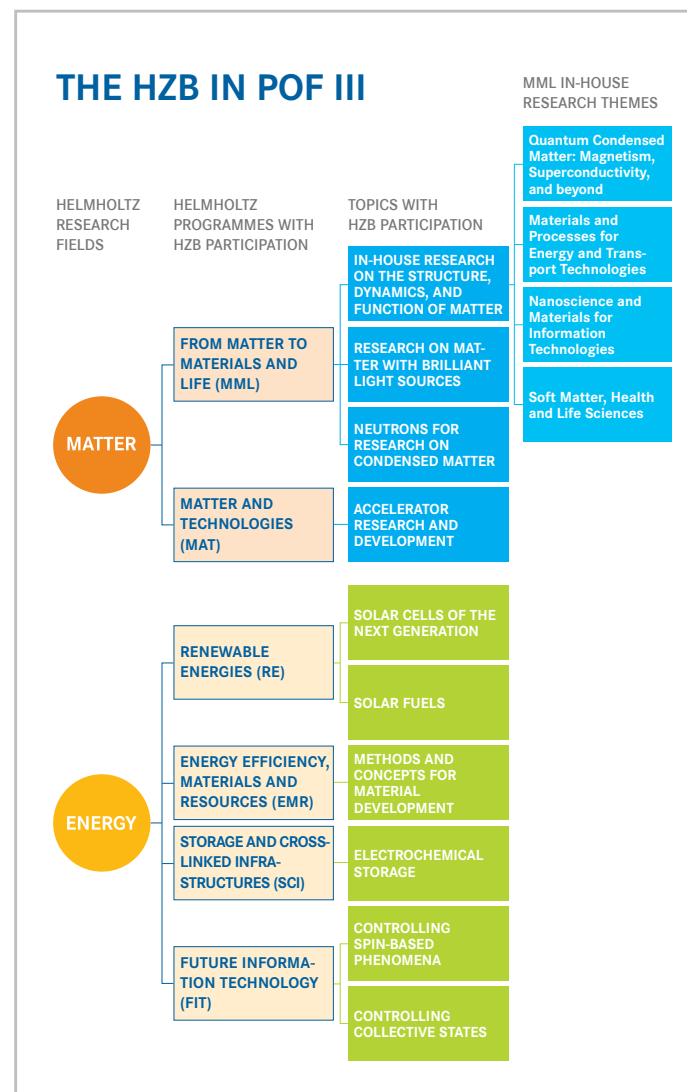 THE HZB IN POF III
MML IN-HOUSE
RESEARCH THEMES
HELMHOLTZ
RESEARCH
FIELDS
HELMHOLTZ
PROGRAMMES WITH
HZB PARTICIPATION
TOPICS WITH
HZB PARTICIPATION
Quantum Condensed
Matter: Magnetism,
Superconductivity,
and beyond
Materials and
Processes for
Energy and Trans-
port Technologies
Nanoscience and
Materials for
Information
Technologies
Soft Matter, Health
and Life Sciences
IN-HOUSE RESEARCH
ON THE STRUCTURE,
DYNAMICS, AND
FUNCTION OF MATTER
RESEARCH ON MAT-
TER WITH BRILLIANT
LIGHT SOURCES
NEUTRONS FOR
RESEARCH ON
CONDENSED MATTER
ACCELERATOR
RESEARCH AND
DEVELOPMENT
FROM MATTER TO
MATERIALS AND
LIFE (MML)
MATTER
MATTER AND
TECHNOLOGIES
(MAT)
SOLAR CELLS OF THE
NEXT GENERATION
RENEWABLE
ENERGIES (RE)
SOLAR FUELS
ENERGY EFFICIENCY,
MATERIALS AND
RESOURCES (EMR)
METHODS AND
CONCEPTS FOR
MATERIAL
DEVELOPMENT
ENERGY
STORAGE AND CROSS-
LINKED INFRA-
STRUCTURES (SCI)
ELECTROCHEMICAL
STORAGE
FUTURE INFORMA-
TION TECHNOLOGY
(FIT)
CONTROLLING
SPIN-BASED
PHENOMENA
CONTROLLING
COLLECTIVE STATES